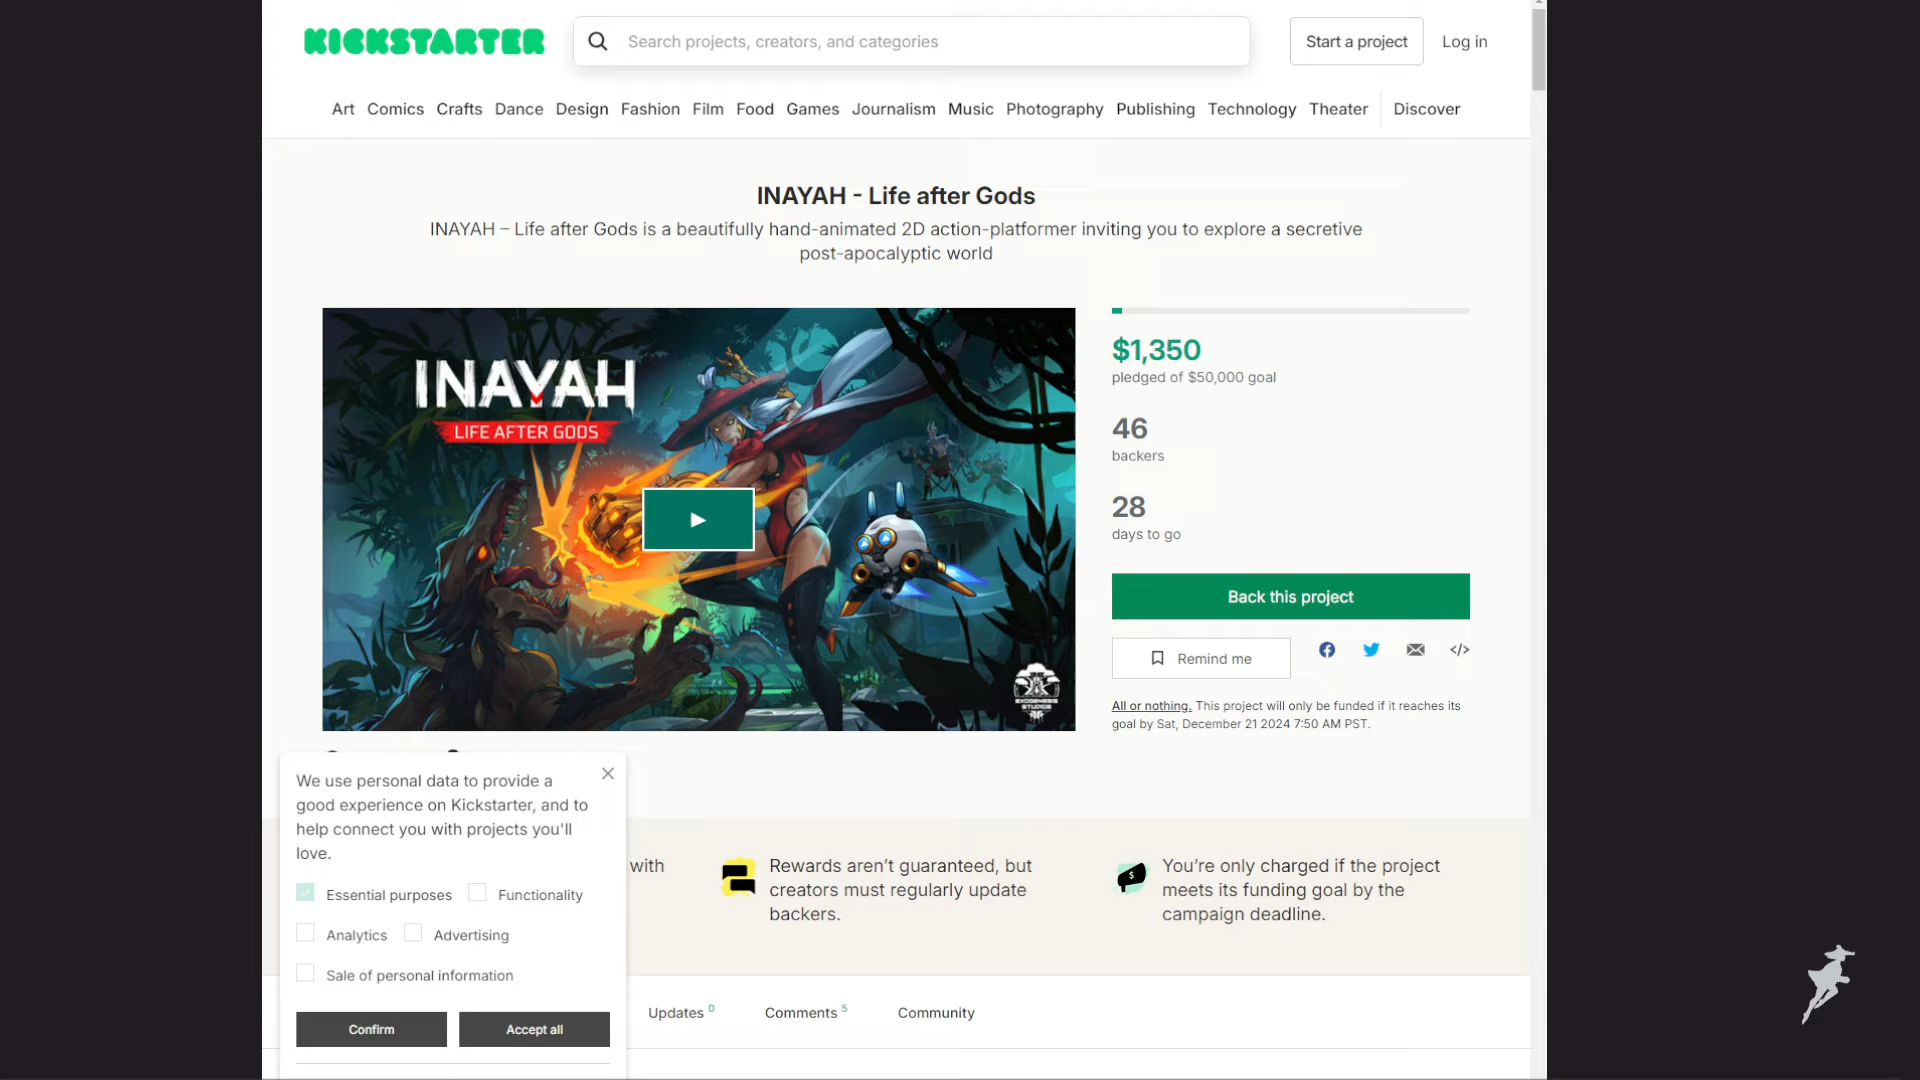 KICKSTARTER
Search projects, creators, and categories
Start a project
Log in
Art Comics Crafts Dance Design Fashion Film Food Games Journalism Music Photography Publishing Technology Theater Discover
INAYAH - Life after Gods
INAYAH – Life after Gods is a beautifully hand-animated 2D action-platformer inviting you to explore a secretive
post-apocalyptic world
INAYAH
LIFE AFTER GODS
EXOGENESIS
STUDIOS
$1,350
pledged of $50,000 goal
46
backers
28
days to go
Back this project
Remind me
All or nothing. This project will only be funded if it reaches its
goal by Sat, December 21 2024 7:50 AM PST.
We use personal data to provide a
good experience on Kickstarter, and to
help connect you with projects you'll
love.
Essential purposes Functionality
Analytics Advertising
Sale of personal information
Confirm Accept all
with
Rewards aren’t guaranteed, but
creators must regularly update
backers.
$
You’re only charged if the project
meets its funding goal by the
campaign deadline.
Updates 0 Comments 5 Community